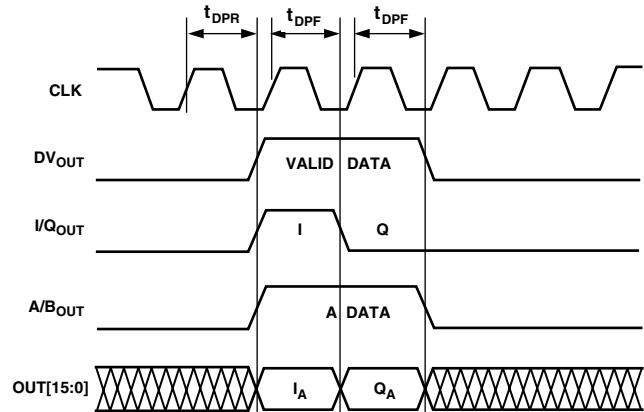 tDPR tDPF tDPF
CLK
DVOUT VALID DATA
I/QOUT I Q
A/BOUT A DATA
OUT[15:0] IA QA